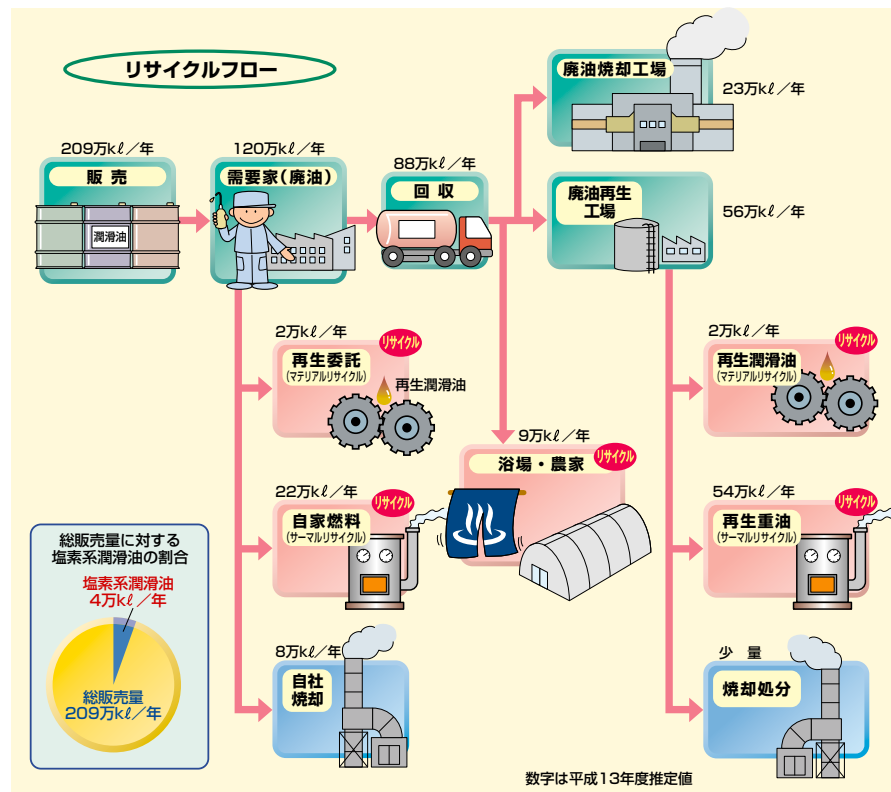 リサイクルフロー
209万kℓ／年
販売
潤滑油
120万kℓ／年
需要家(廃油)
88万kℓ／年
回収
廃油焼却工場
23万kℓ／年
廃油再生
工場
56万kℓ／年
2万kℓ／年
リサイクル
再生委託
(マテリアルリサイクル)
再生潤滑油
22万kℓ／年
リサイクル
自家燃料
(サーマルリサイクル)
8万kℓ／年
自社
焼却
9万kℓ／年
リサイクル
浴場・農家
2万kℓ／年
リサイクル
再生潤滑油
(マテリアルリサイクル)
54万kℓ／年
リサイクル
再生重油
(サーマルリサイクル)
少量
焼却処分
総販売量に対する
塩素系潤滑油の割合
塩素系潤滑油
4万kℓ／年
総販売量
209万kℓ／年
数字は平成13年度推定値